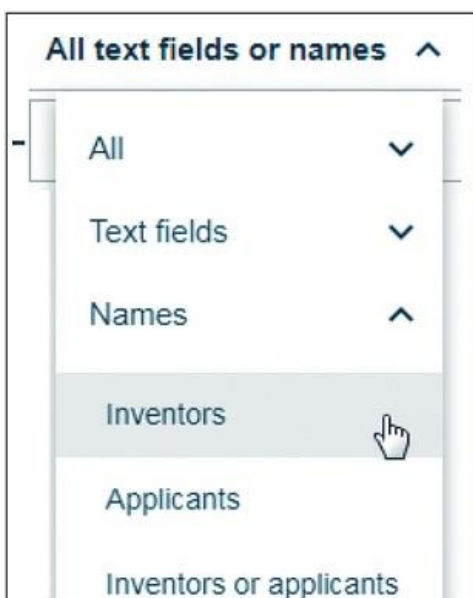 All text fields or names
All
Text fields
Names
Inventors
Applicants
Inventors or applicants